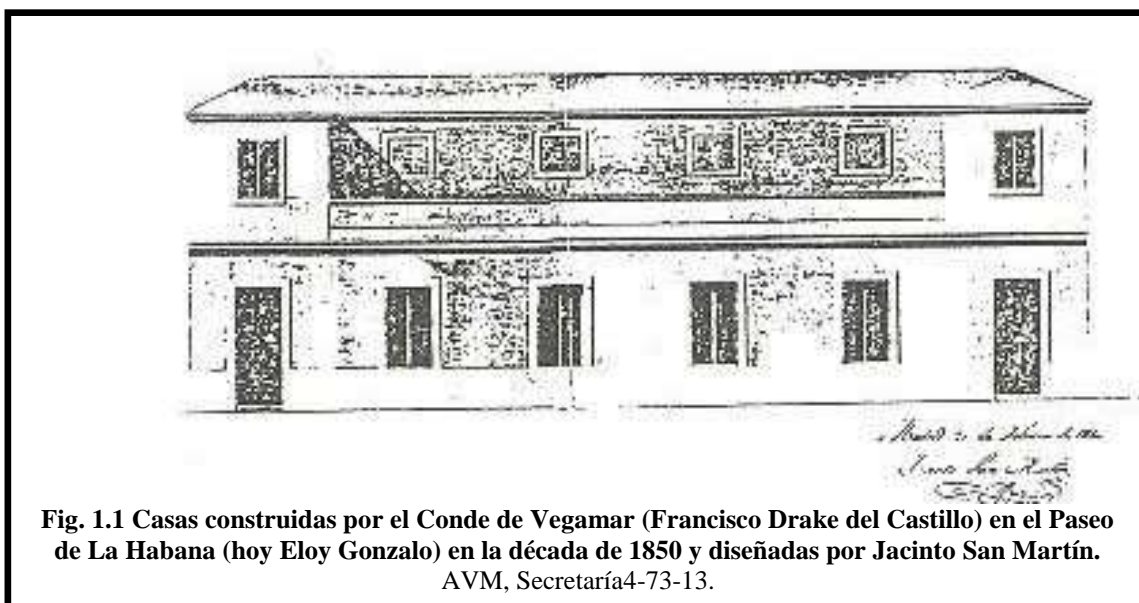 Madrid
Fig. 1.1 Casas construidas por el Conde de Vegamar (Francisco Drake del Castillo) en el Paseo
de La Habana (hoy Eloy Gonzalo) en la década de 1850 y diseñadas por Jacinto San Martín.
AVM, Secretaría4-73-13.